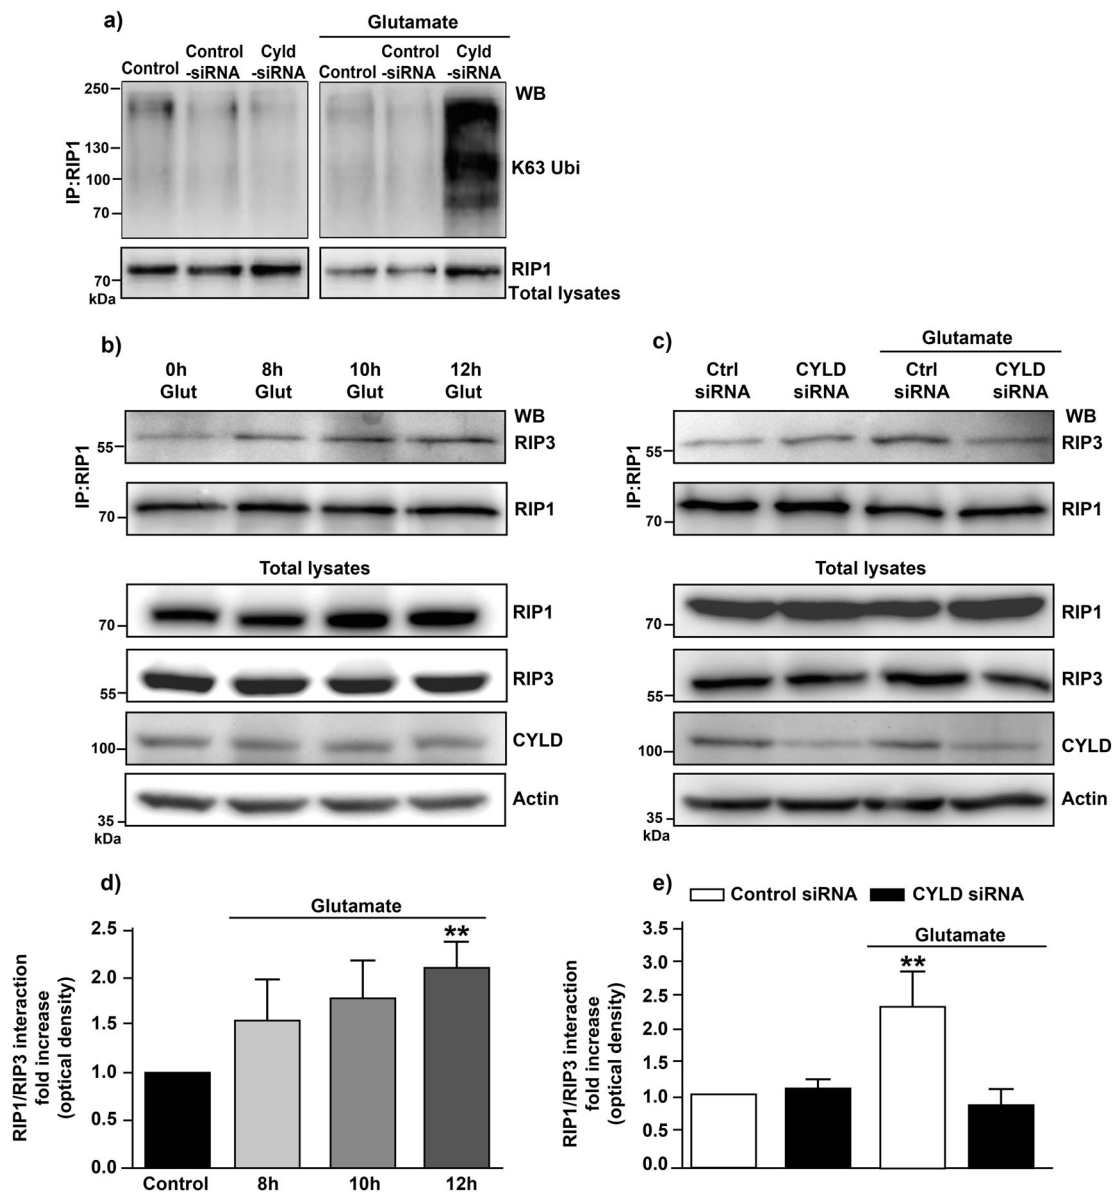 a)
Glutamate
Control
Control
-siRNA
Cyld
-siRNA
Control
Control
-siRNA
Cyld
-siRNA
IP:RIP1
250
130
100
70
WB
K63 Ubi
70
kDa
RIP1
Total lysates
b)
0h
Glut
8h
Glut
10h
Glut
12h
Glut
IP:RIP1
WB
55
RIP3
70
RIP1
Total lysates
70
RIP1
55
RIP3
100
CYLD
35
kDa
Actin
c)
Glutamate
Ctrl
siRNA
CYLD
siRNA
Ctrl
siRNA
CYLD
siRNA
IP:RIP1
WB
55
RIP3
70
RIP1
Total lysates
70
RIP1
55
RIP3
100
CYLD
35
kDa
Actin
d)
Glutamate
RIP1/RIP3 interaction
fold increase
(optical density)
2.5
2.0
1.5
1.0
0.5
0.0
**
Control
8h
10h
12h
e)
Control siRNA
CYLD siRNA
Glutamate
RIP1/RIP3 interaction
fold increase
(optical density)
3.5
3.0
2.5
2.0
1.5
1.0
0.5
0.0
**